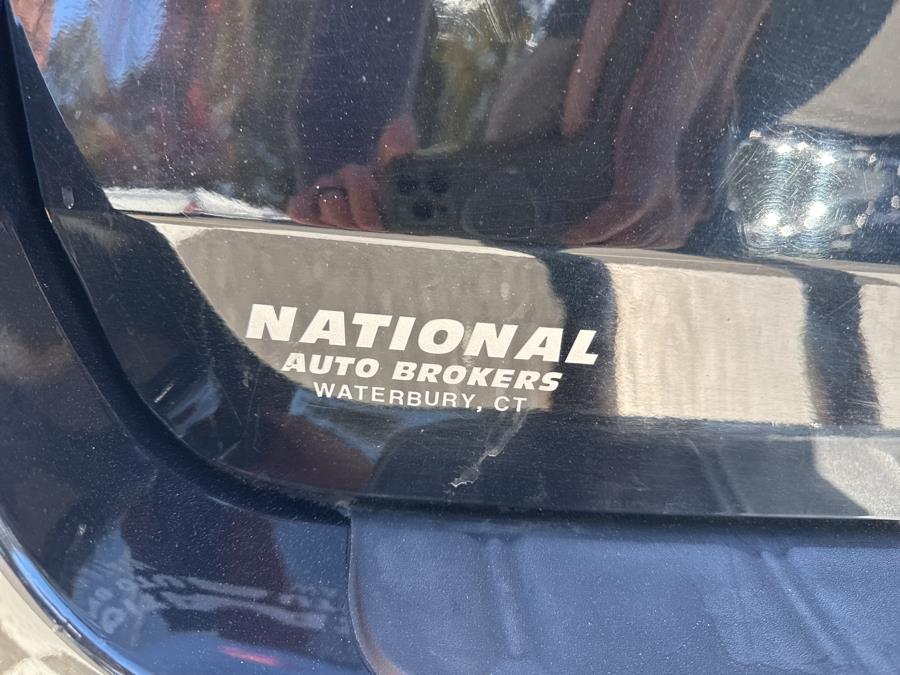 NATIONAL
AUTO BROKERS
WATERBURY, CT